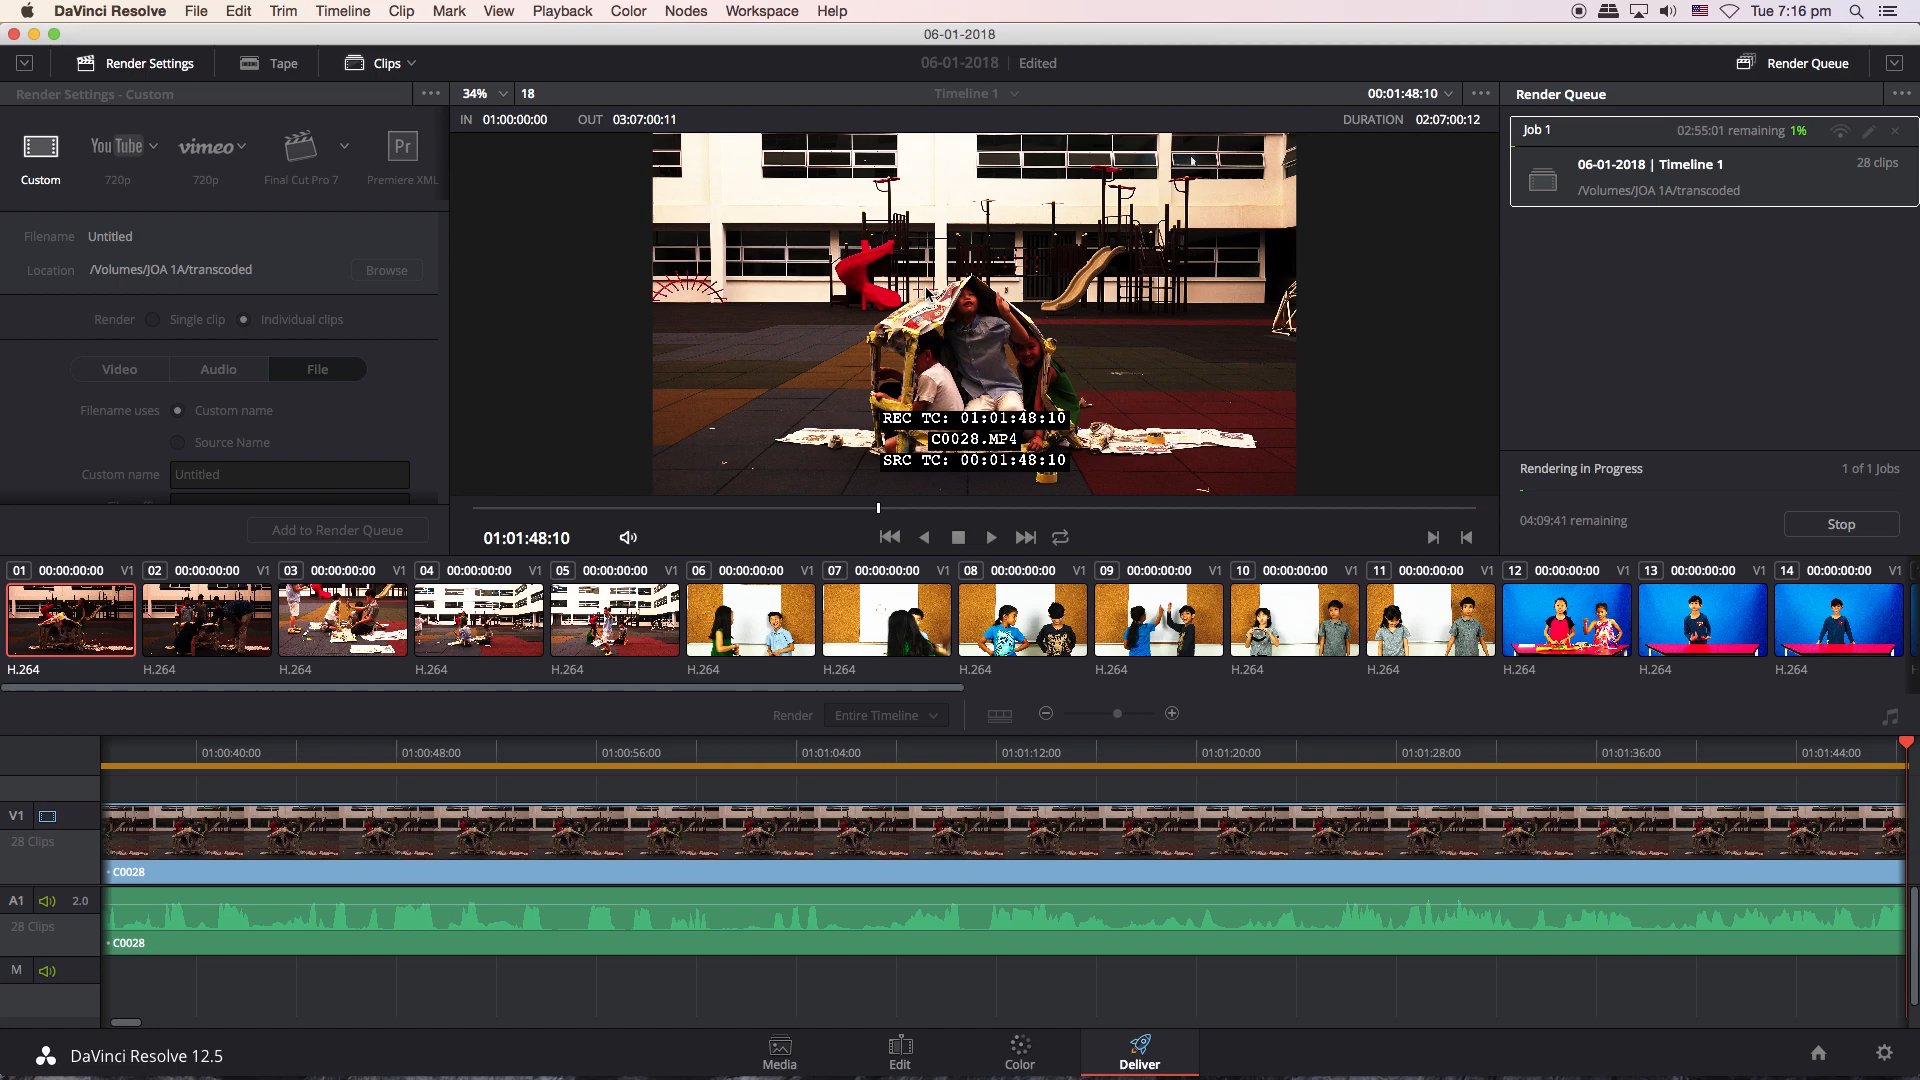 DaVinci Resolve File Edit Trim Timeline Clip Mark View Playback Color Nodes Workspace Help Tue 7:16 pm
06-01-2018
Render Settings Tape Clips 06-01-2018 Edited Render Queue
Render Settings - Custom ••• 34% 18 Timeline 1 00:01:48:10 ••• Render Queue •••
IN 01:00:00:00 OUT 03:07:00:11 DURATION 02:07:00:12
Job 1 02:55:01 remaining 1%
YouTube vimeo Pr
Custom 720p 720p Final Cut Pro 7 Premiere XML
06-01-2018 | Timeline 1 28 clips
/Volumes/JOA 1A/transcoded
Filename Untitled
Location /Volumes/JOA 1A/transcoded Browse
Render Single clip Individual clips
Video Audio File
Filename uses Custom name
Source Name
Custom name Untitled
Add to Render Queue
REC TC: 01:01:48:10
C0028.MP4
SRC TC: 00:01:48:10
01:01:48:10
Rendering in Progress 1 of 1 Jobs
04:09:41 remaining Stop
01 00:00:00:00 V1 02 00:00:00:00 V1 03 00:00:00:00 V1 04 00:00:00:00 V1 05 00:00:00:00 V1 06 00:00:00:00 V1 07 00:00:00:00 V1 08 00:00:00:00 V1 09 00:00:00:00 V1 10 00:00:00:00 V1 11 00:00:00:00 V1 12 00:00:00:00 V1 13 00:00:00:00 V1 14 00:00:00:00 V1
H.264 H.264 H.264 H.264 H.264 H.264 H.264 H.264 H.264 H.264 H.264 H.264 H.264 H.264
Render Entire Timeline
01:00:40:00 01:00:48:00 01:00:56:00 01:01:04:00 01:01:12:00 01:01:20:00 01:01:28:00 01:01:36:00 01:01:44:00
V1
28 Clips
C0028
A1 2.0
28 Clips
C0028
M
DaVinci Resolve 12.5
Media Edit Color Deliver